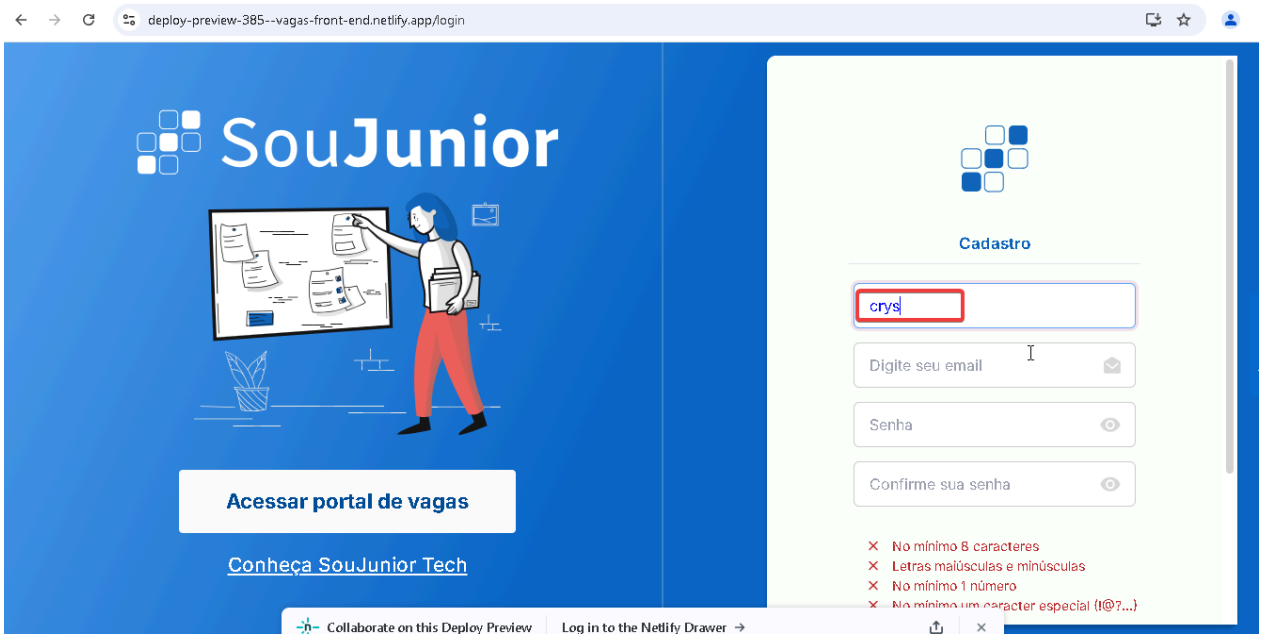 deploy-preview-385--vagas-front-end.netlify.app/login
SouJunior
Acessar portal de vagas
Conheça SouJunior Tech
Cadastro
crys
Digite seu email
Senha
Confirme sua senha
No mínimo 8 caracteres
Letras maiúsculas e minúsculas
No mínimo 1 número
No mínimo um caracter especial (!@?...)
Collaborate on this Deploy Preview
Log in to the Netlify Drawer →